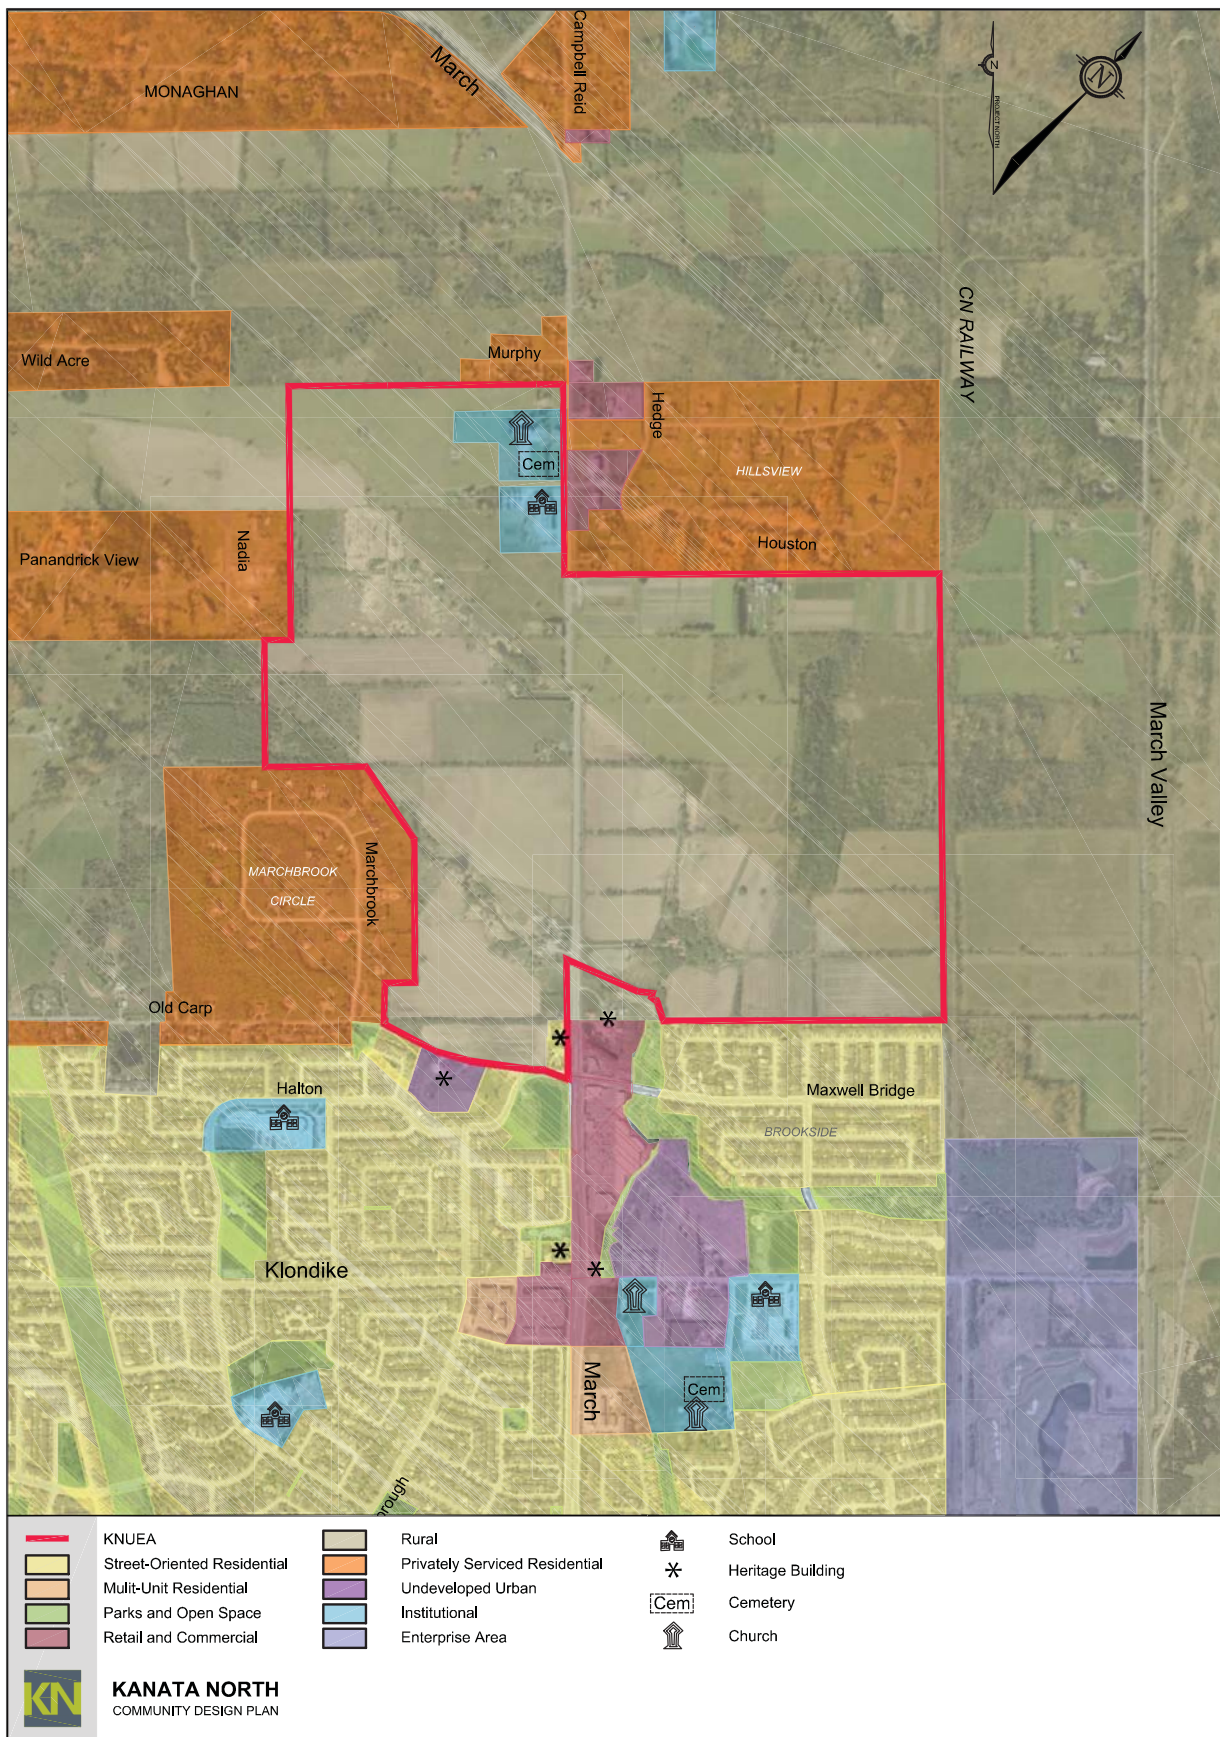 MONAGHAN
March
Campbell Reid
N
PROJECT NORTH
N
CN RAILWAY
Wild Acre
Murphy
Hedge
HILLSVIEW
Cem
Houston
Panandrick View
Nadia
March Valley
MARCHBROOK
CIRCLE
Marchbrook
Old Carp
Halton
Maxwell Bridge
BROOKSIDE
Klondike
March
Cem
orough
KNUEA
Street-Oriented Residential
Mulit-Unit Residential
Parks and Open Space
Retail and Commercial
Rural
Privately Serviced Residential
Undeveloped Urban
Institutional
Enterprise Area
School
Heritage Building
Cem
Cemetery
Church
KN
KANATA NORTH
COMMUNITY DESIGN PLAN